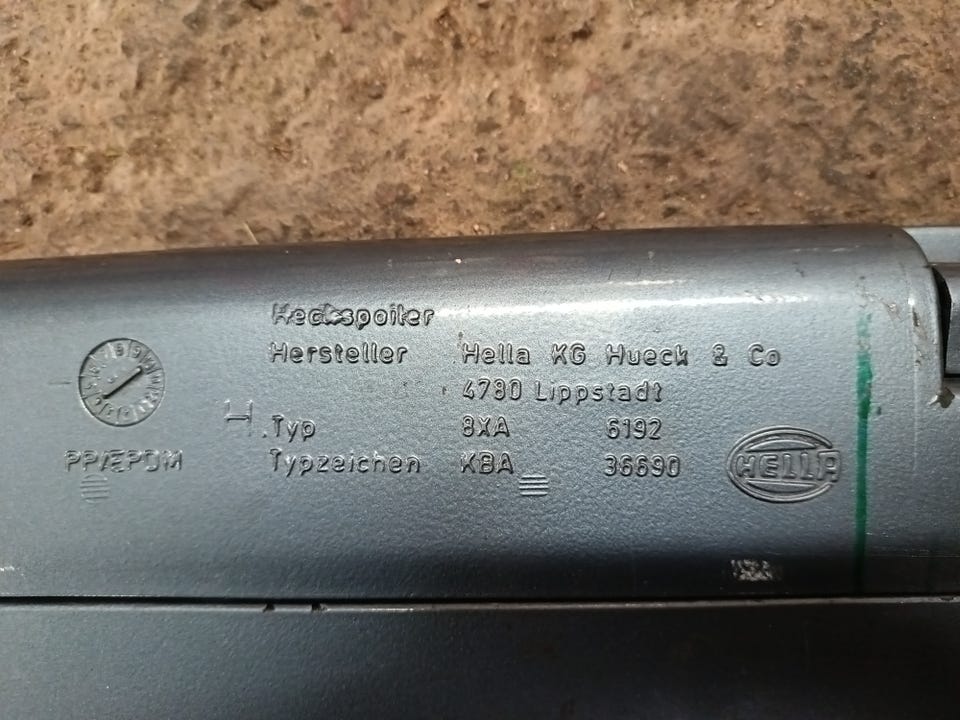 Heckspoiler
Hersteller Hella KG Hueck & Co
4780 Lippstadt
H.Typ 8XA 6192
PP/EPDM Typzeichen KBA 36690
HELLA